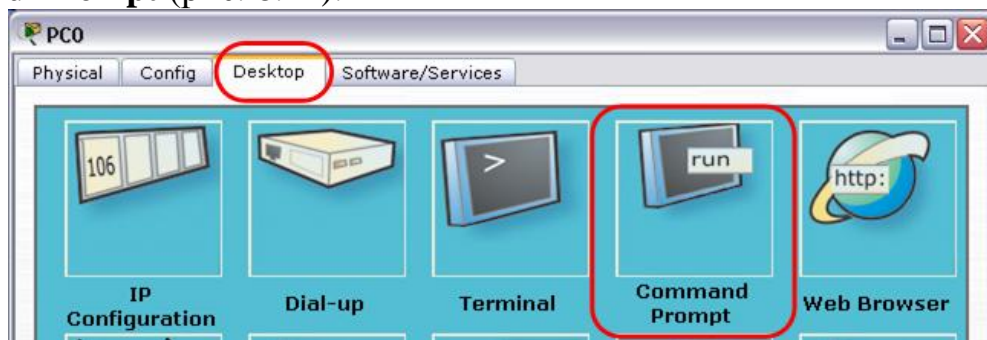 PC0
Physical Config Desktop Software/Services
106
>
run
http:
IP
Configuration
Dial-up
Terminal
Command
Prompt
Web Browser